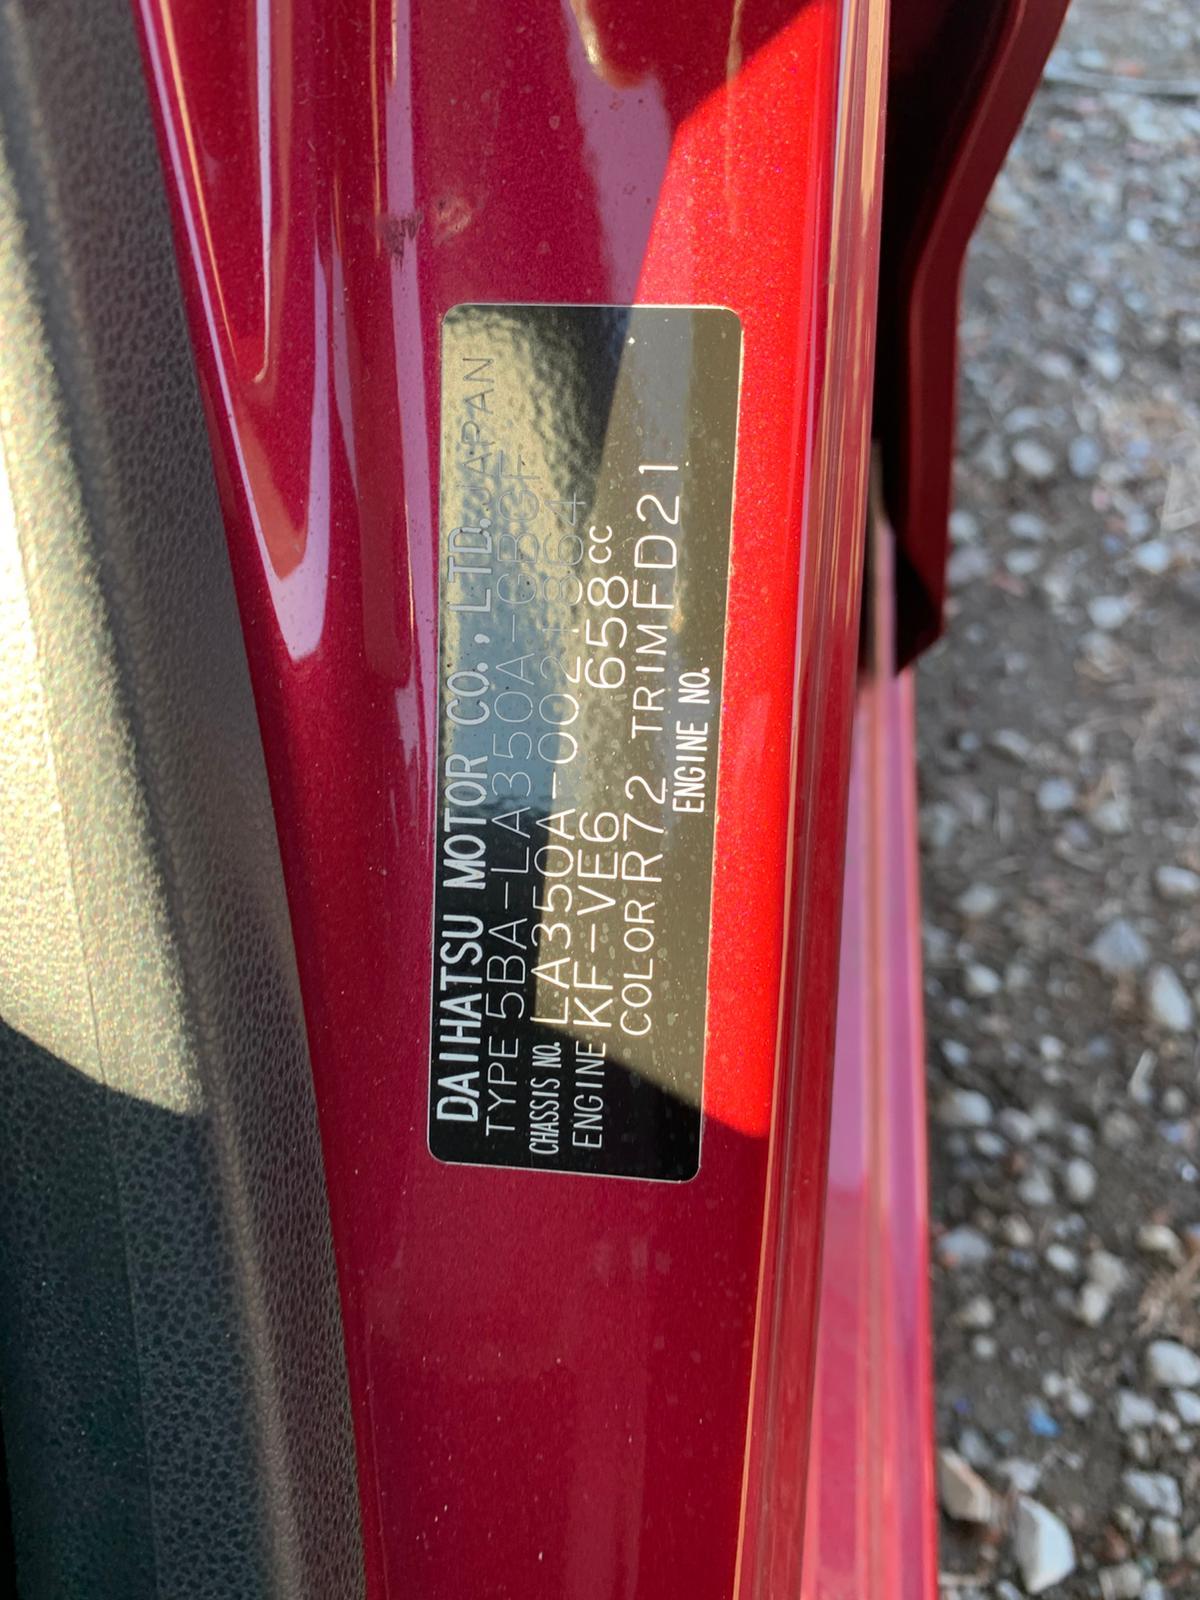 DAIHATSU MOTOR CO., LTD. JAPAN
TYPE 5BA-LA350A-GBGF
CHASSIS NO. LA350A-0021864
ENGINE KF-VE6 658cc
COLOR R72 TRIM FD21
ENGINE NO.